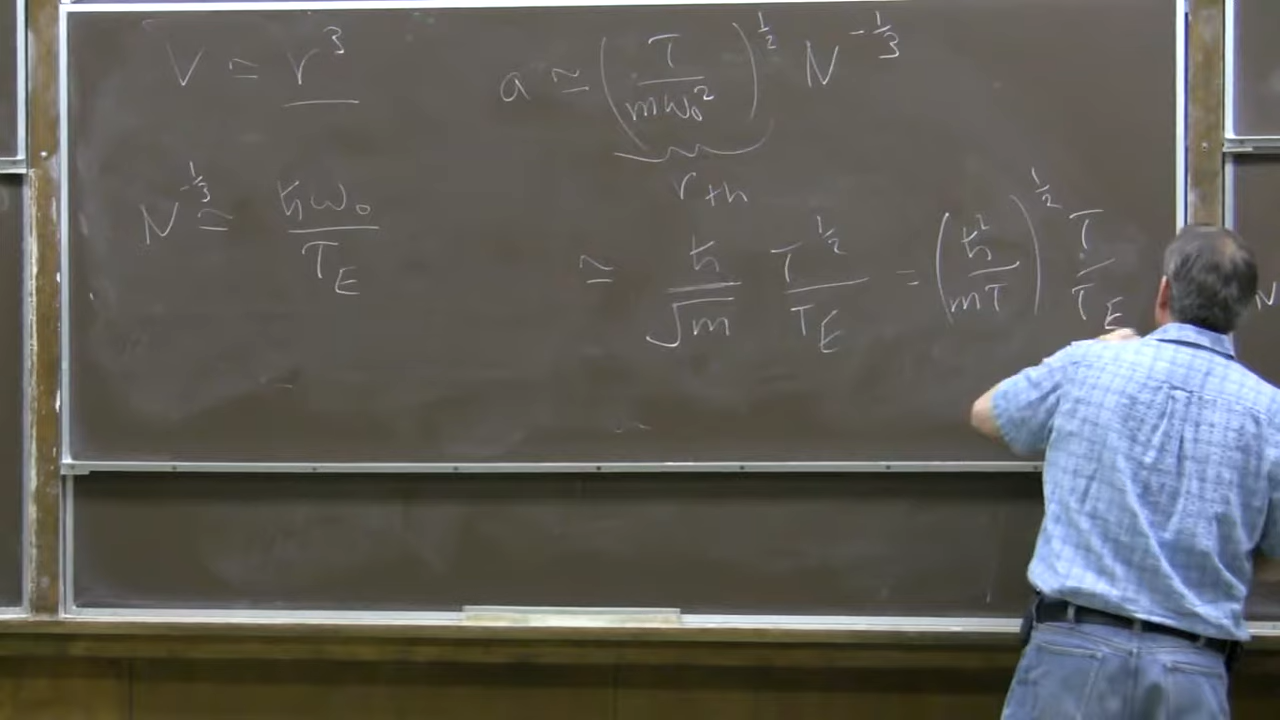 V ≃ r³
a ≃ (T / mω₀²)^½ N^-⅓
r_th
N^-⅓ ≃ ħω₀ / T_E
≃ ħ / √m T^½ / T_E = (ħ² / mT)^½ T / T_E
N